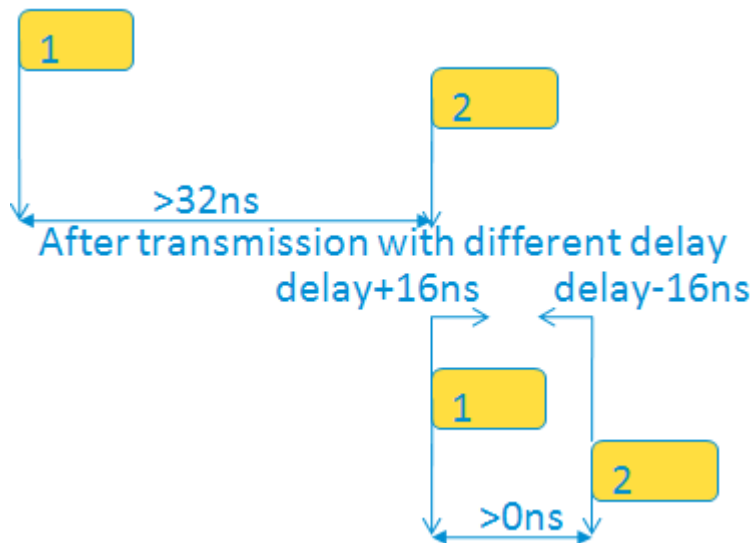 1
2
>32ns
After transmission with different delay
delay+16ns delay-16ns
1
2
>0ns